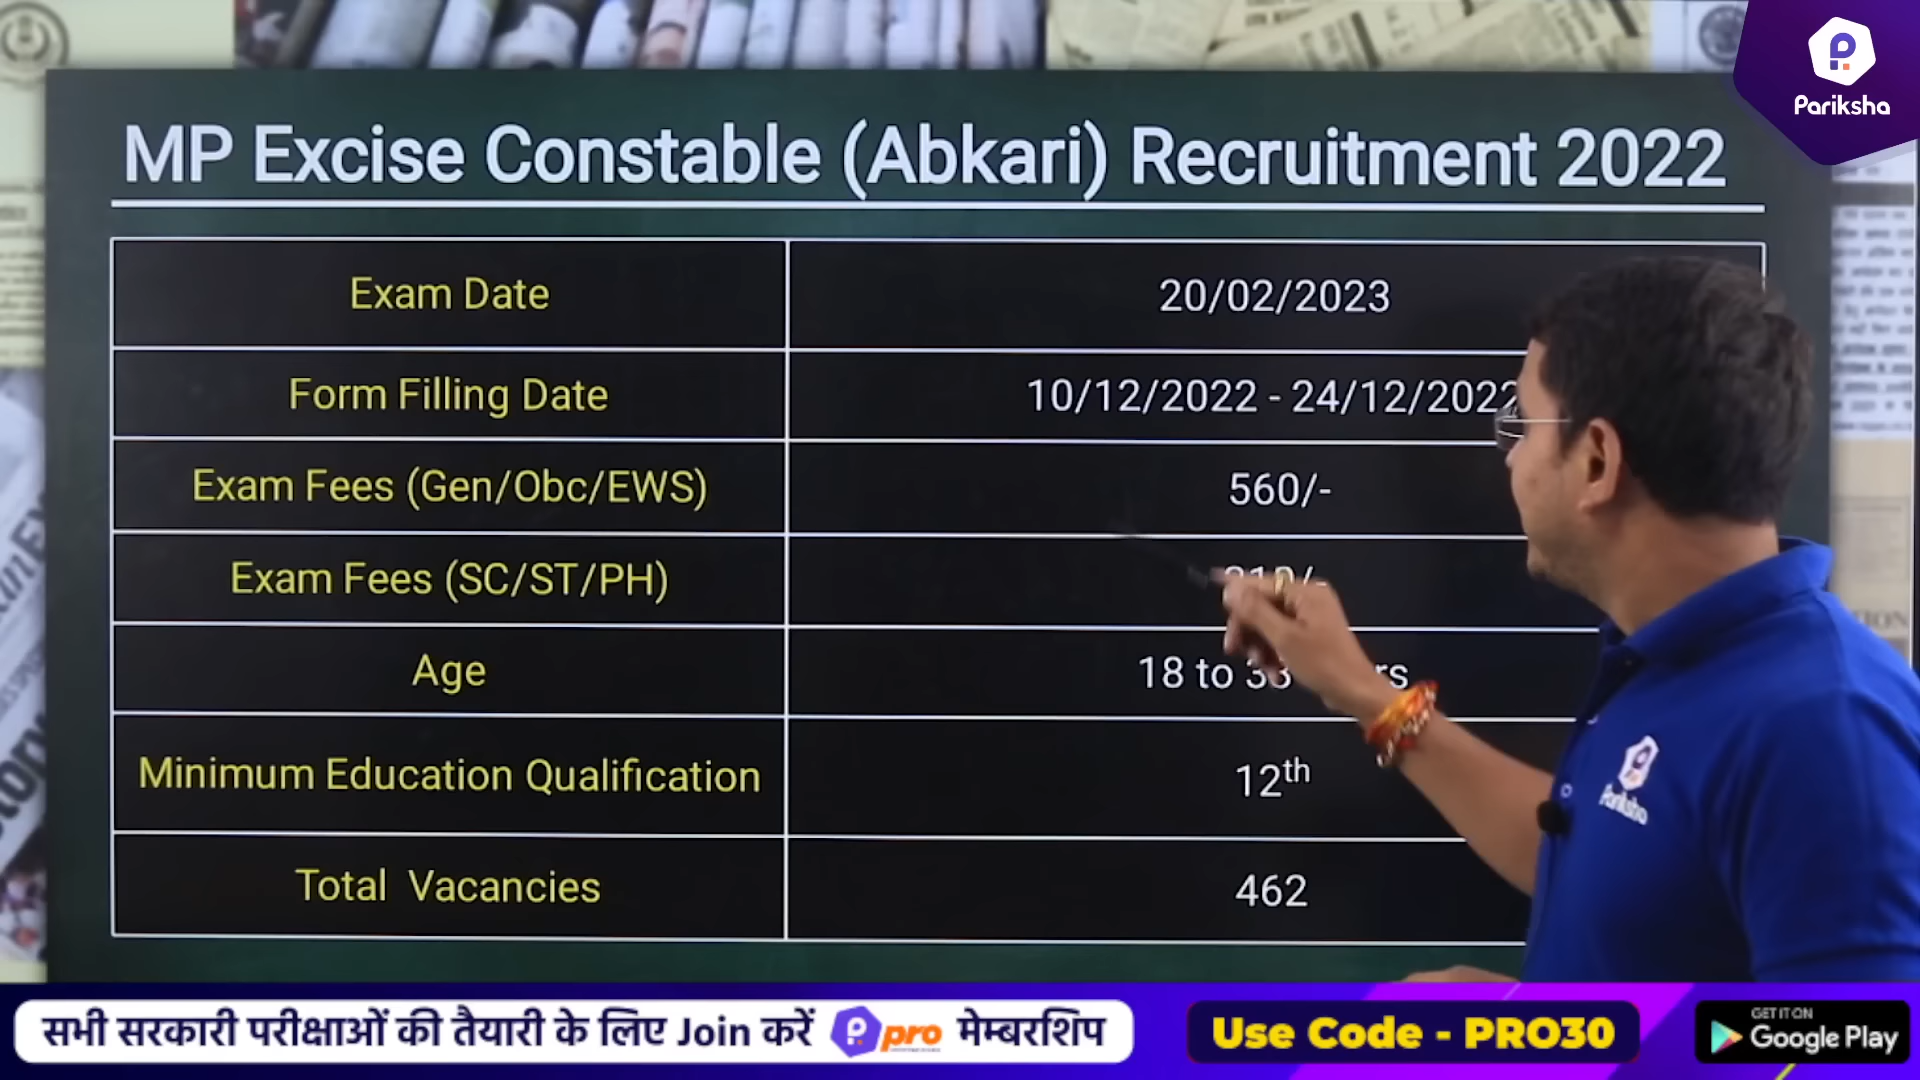 Pariksha
MP Excise Constable (Abkari) Recruitment 2022
Exam Date
20/02/2023
Form Filling Date
10/12/2022 - 24/12/2022
Exam Fees (Gen/Obc/EWS)
560/-
Exam Fees (SC/ST/PH)
Age
18 to
Minimum Education Qualification
12th
Total Vacancies
462
Pariksha
सभी सरकारी परीक्षाओं की तैयारी के लिए Join करें pro मेम्बरशिप
Use Code - PRO30
GET IT ON
Google Play